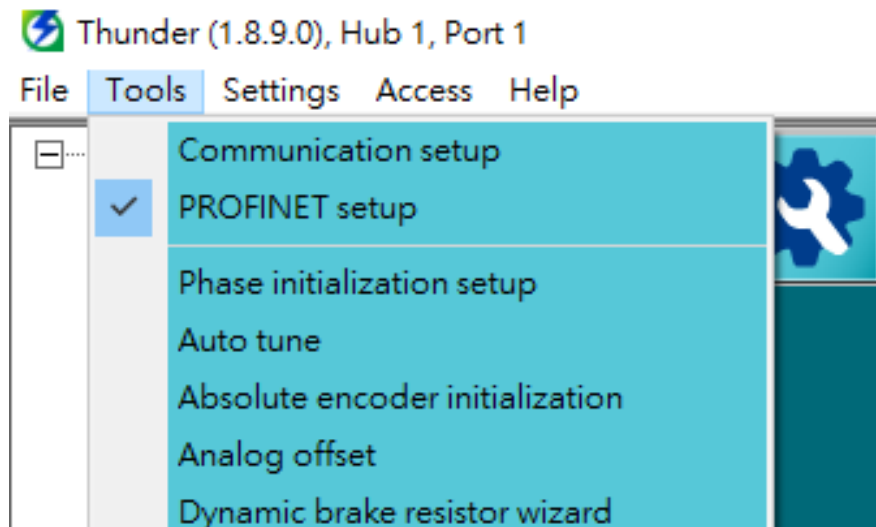 Thunder (1.8.9.0), Hub 1, Port 1
File Tools Settings Access Help
Communication setup
PROFINET setup
Phase initialization setup
Auto tune
Absolute encoder initialization
Analog offset
Dynamic brake resistor wizard